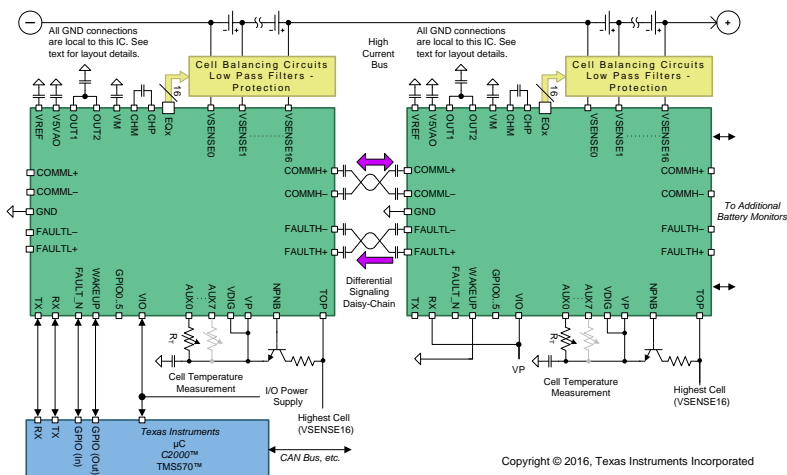 All GND connections
are local to this IC. See
text for layout details.
Cell Balancing Circuits
Low Pass Filters -
Protection
High
Current
Bus
All GND connections
are local to this IC. See
text for layout details.
Cell Balancing Circuits
Low Pass Filters -
Protection
16
16
VREF
V5VAO
OUT1
OUT2
VM
CHM
CHP
EQx
VSENSE0
VSENSE1
VSENSE16
VREF
V5VAO
OUT1
OUT2
VM
CHM
CHP
EQx
VSENSE0
VSENSE1
VSENSE16
COMML+
COMML–
GND
FAULTL–
FAULTL+
COMMH+
COMMH–
FAULTH–
FAULTH+
COMML+
COMML–
GND
FAULTL–
FAULTL+
COMMH+
COMMH–
FAULTH–
FAULTH+
To Additional
Battery Monitors
Differential
Signaling
Daisy-Chain
TX
RX
FAULT_N
WAKEUP
GPIO0..5
VIO
AUX0
AUX7
VDIG
VP
NPNB
TOP
TX
RX
FAULT_N
WAKEUP
GPIO0..5
VIO
AUX0
AUX7
VDIG
VP
NPNB
TOP
RT
RT
VP
Cell Temperature
Measurement
Cell Temperature
Measurement
I/O Power
Supply
Highest Cell
(VSENSE16)
Highest Cell
(VSENSE16)
RX
TX
GPIO (In)
GPIO (Out)
Texas Instruments
µC
C2000™
TMS570™
CAN Bus, etc.
Copyright © 2016, Texas Instruments Incorporated